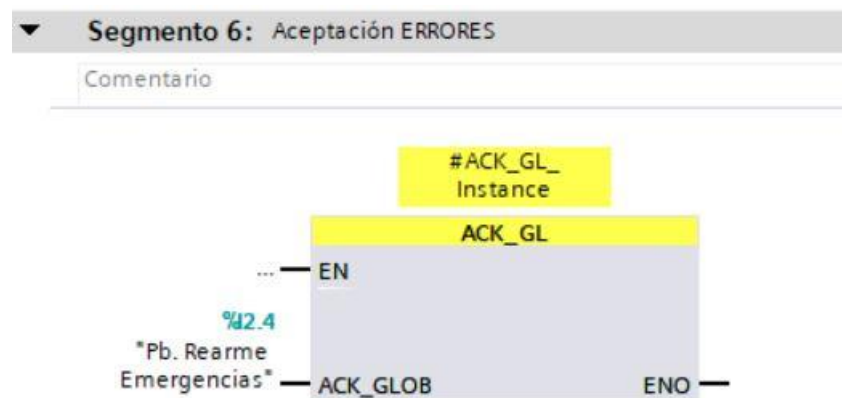 Segmento 6: Aceptación ERRORES
Comentario
#ACK_GL_
Instance
ACK_GL
... EN
%I2.4
"Pb. Rearme
Emergencias" ACK_GLOB ENO